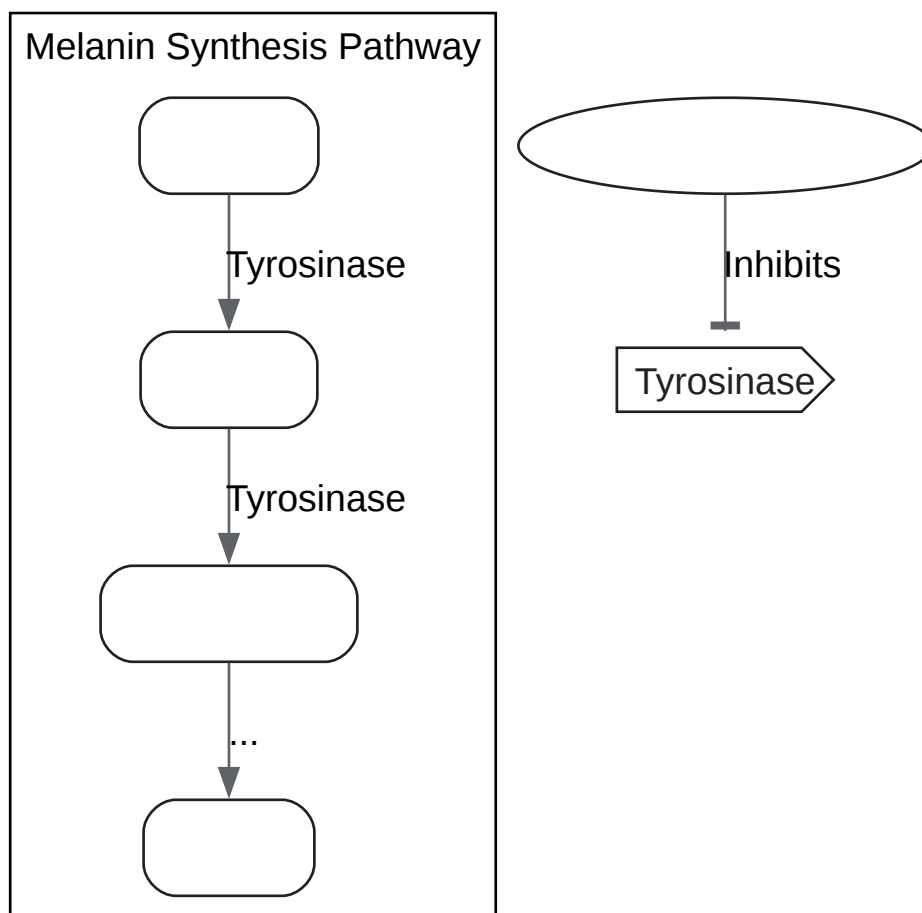 Melanin Synthesis Pathway
Tyrosinase
Inhibits
Tyrosinase
Tyrosinase
...